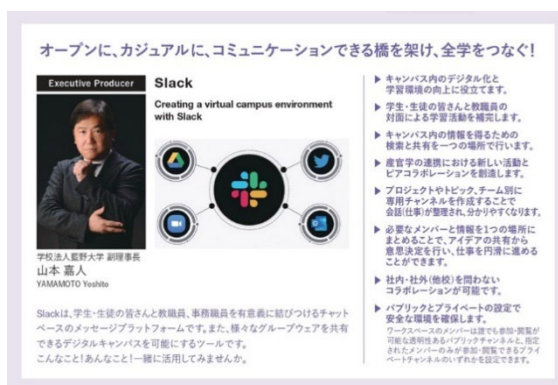 オープンに、カジュアルに、コミュニケーションできる橋を架け、全学をつなぐ!
Executive Producer
学校法人藍野大学 副理事長
山本 嘉人
YAMAMOTO Yoshito
Slack
Creating a virtual campus environment
with Slack
Slackは、学生・生徒の皆さんと教職員、事務職員を有意義に結びつけるチャット
ベースのメッセージプラットフォームです。また、様々なグループウェアを共有
できるデジタルキャンパスを可能にするツールです。
こんなこと!あんなこと!一緒に活用してみませんか。
▶ キャンパス内のデジタル化と
学習環境の向上に役立てます。
▶ 学生・生徒の皆さんと教職員の
対面による学習活動を補完します。
▶ キャンパス内の情報を得るための
検索と共有を一つの場所で行います。
▶ 産官学の連携における新しい活動と
ピアコラボレーションを創造します。
▶ プロジェクトやトピック、チーム別に
専用チャンネルを作成することで
会話(仕事)が整理され、分かりやすくなります。
▶ 必要なメンバーと情報を1つの場所に
まとめることで、アイデアの共有から
意思決定を行い、仕事を円滑に進める
ことができます。
▶ 社内・社外(他校)を問わない
コラボレーションが可能です。
▶ パブリックとプライベートの設定で
安全な環境を確保します。
ワークスペースのメンバーは誰でも参加・閲覧が
可能な透明性あるパブリックチャンネルと、指定
されたメンバーのみが参加・閲覧できるプライ
ベートチャンネルのいずれかを設定できます。